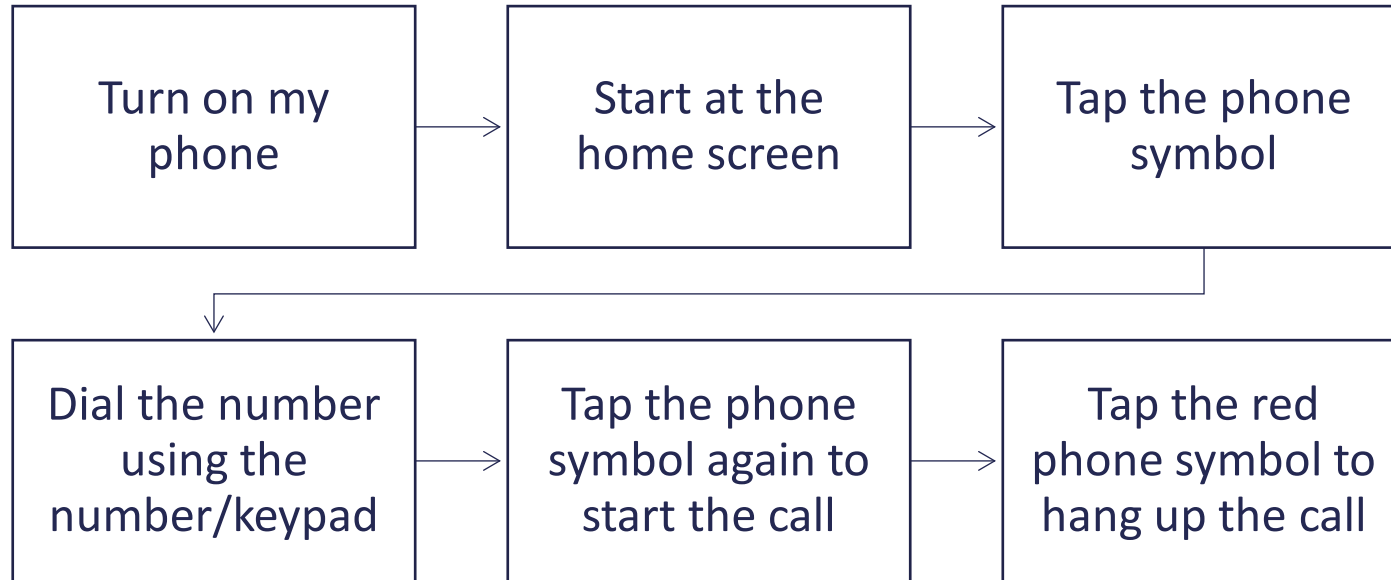 Turn on my
phone
Start at the
home screen
Tap the phone
symbol
Dial the number
using the
number/keypad
Tap the phone
symbol again to
start the call
Tap the red
phone symbol to
hang up the call